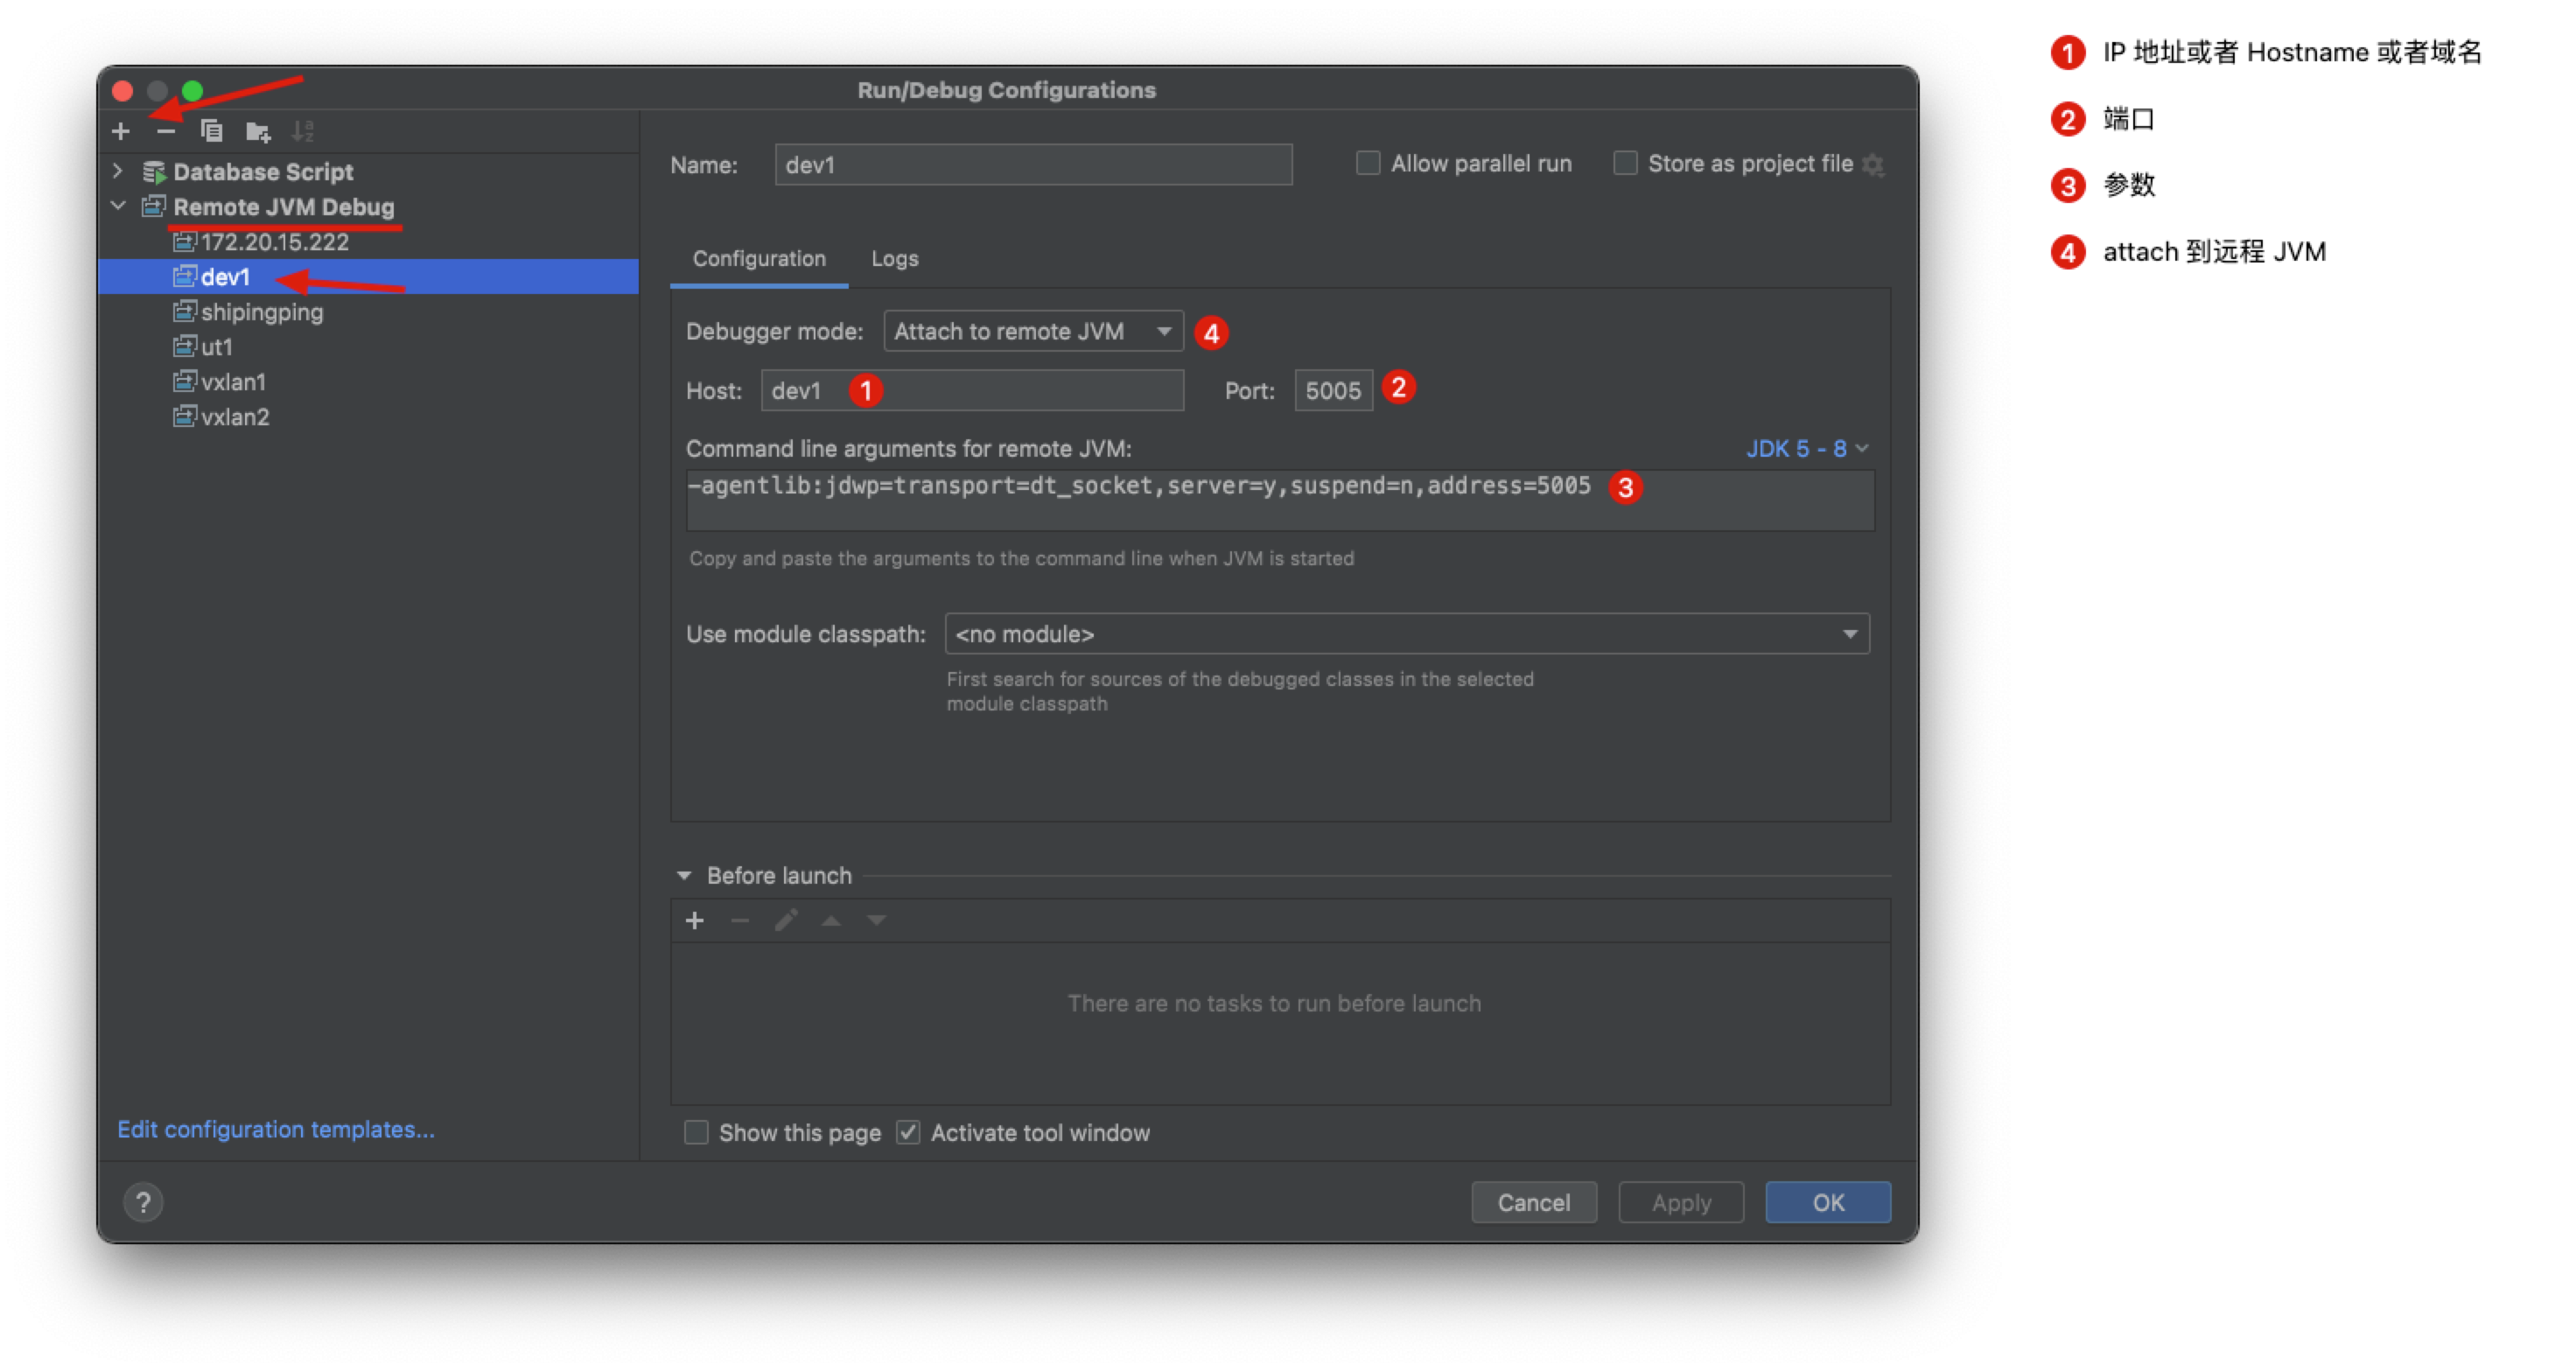 Run/Debug Configurations
Database Script
Remote JVM Debug
172.20.15.222
dev1
shipingping
ut1
vxlan1
vxlan2
Edit configuration templates...
?
Name: dev1 Allow parallel run Store as project file
Configuration Logs
Debugger mode: Attach to remote JVM 4
Host: dev1 1 Port: 5005 2
Command line arguments for remote JVM: JDK 5 - 8
-agentlib:jdwp=transport=dt_socket,server=y,suspend=n,address=5005 3
Copy and paste the arguments to the command line when JVM is started
Use module classpath: <no module>
First search for sources of the debugged classes in the selected
module classpath
Before launch
There are no tasks to run before launch
Show this page Activate tool window
Cancel Apply OK
1 IP 地址或者 Hostname 或者域名
2 端口
3 参数
4 attach 到远程 JVM